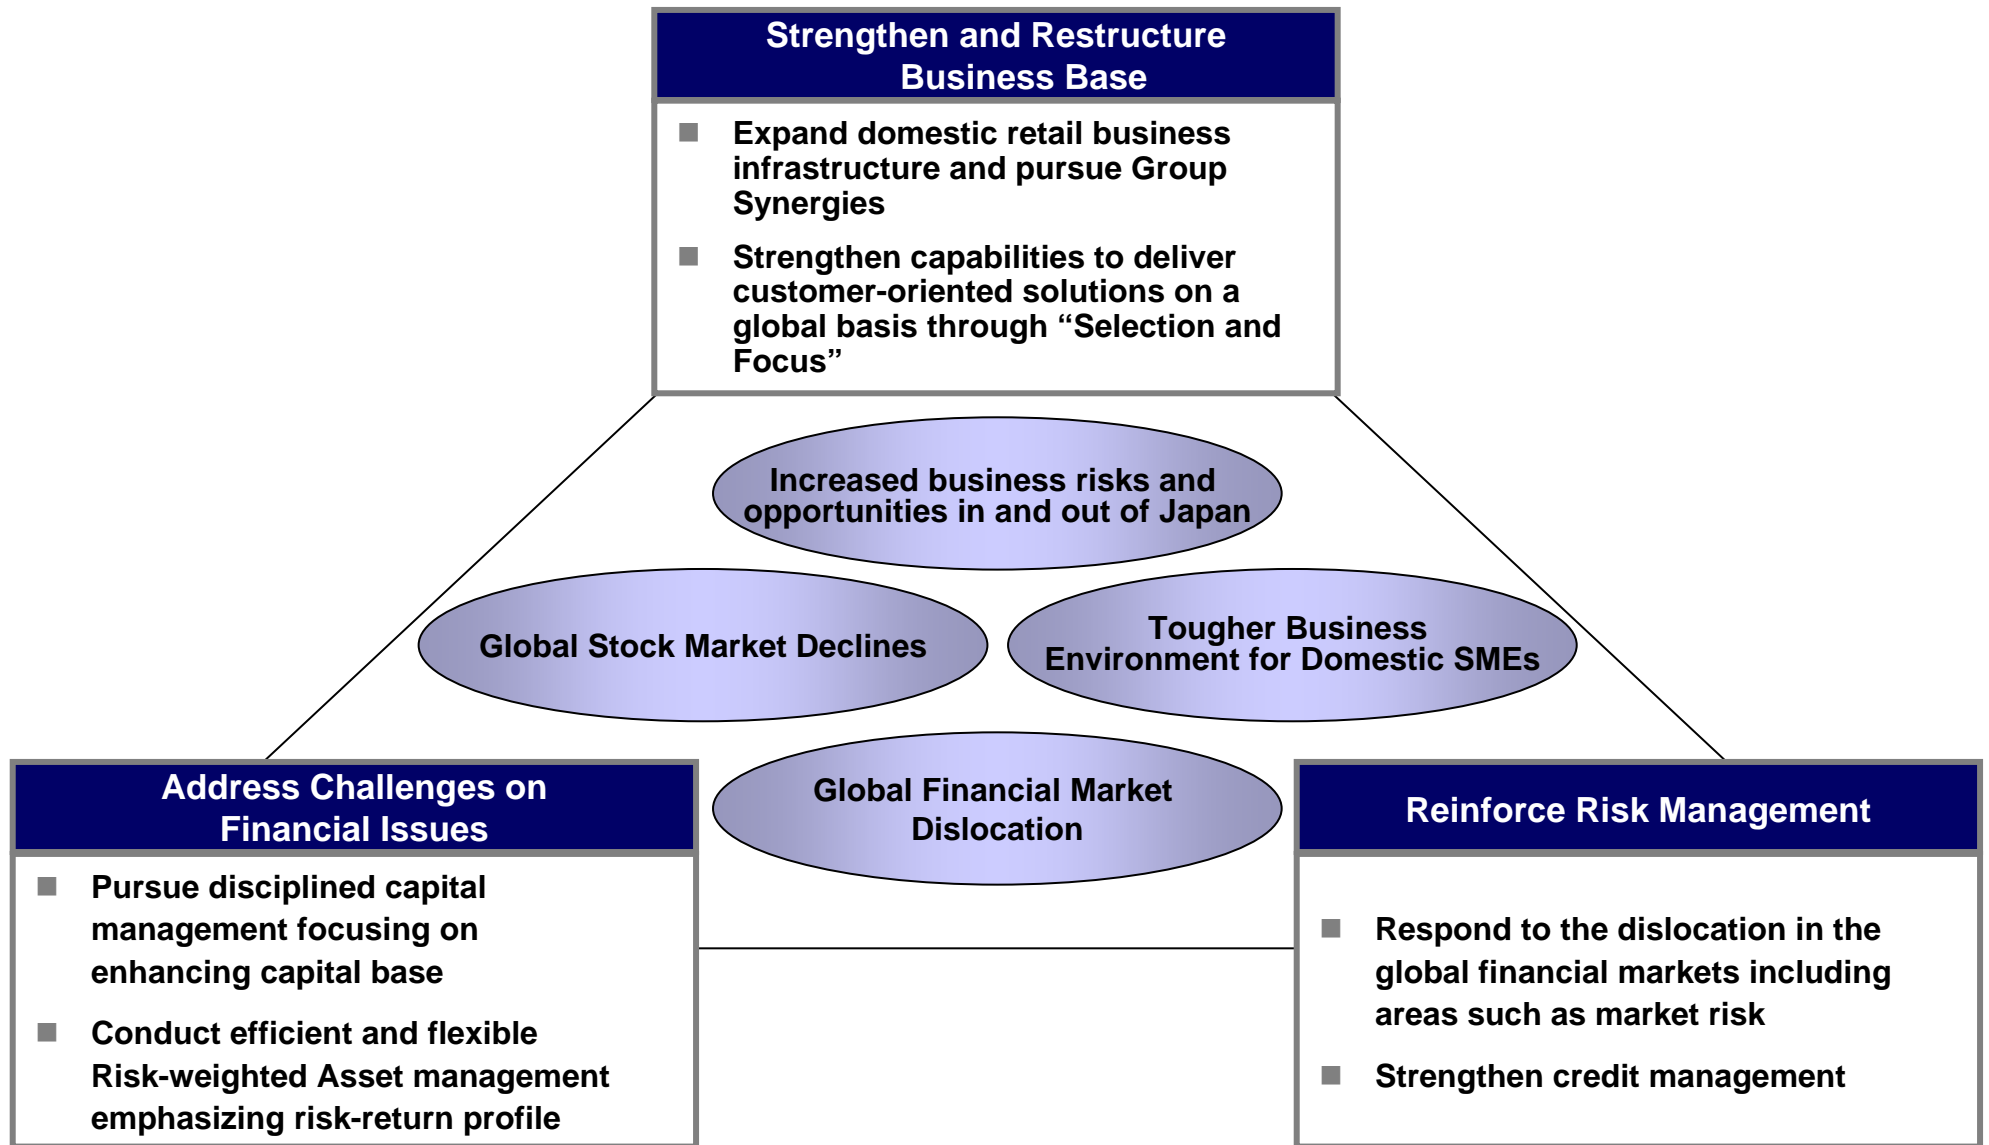 Strengthen and Restructure
Business Base
Expand domestic retail business
infrastructure and pursue Group
Synergies
Strengthen capabilities to deliver
customer-oriented solutions on a
global basis through “Selection and
Focus”
Increased business risks and
opportunities in and out of Japan
Global Stock Market Declines
Tougher Business
Environment for Domestic SMEs
Global Financial Market
Dislocation
Address Challenges on
Financial Issues
Pursue disciplined capital
management focusing on
enhancing capital base
Conduct efficient and flexible
Risk-weighted Asset management
emphasizing risk-return profile
Reinforce Risk Management
Respond to the dislocation in the
global financial markets including
areas such as market risk
Strengthen credit management